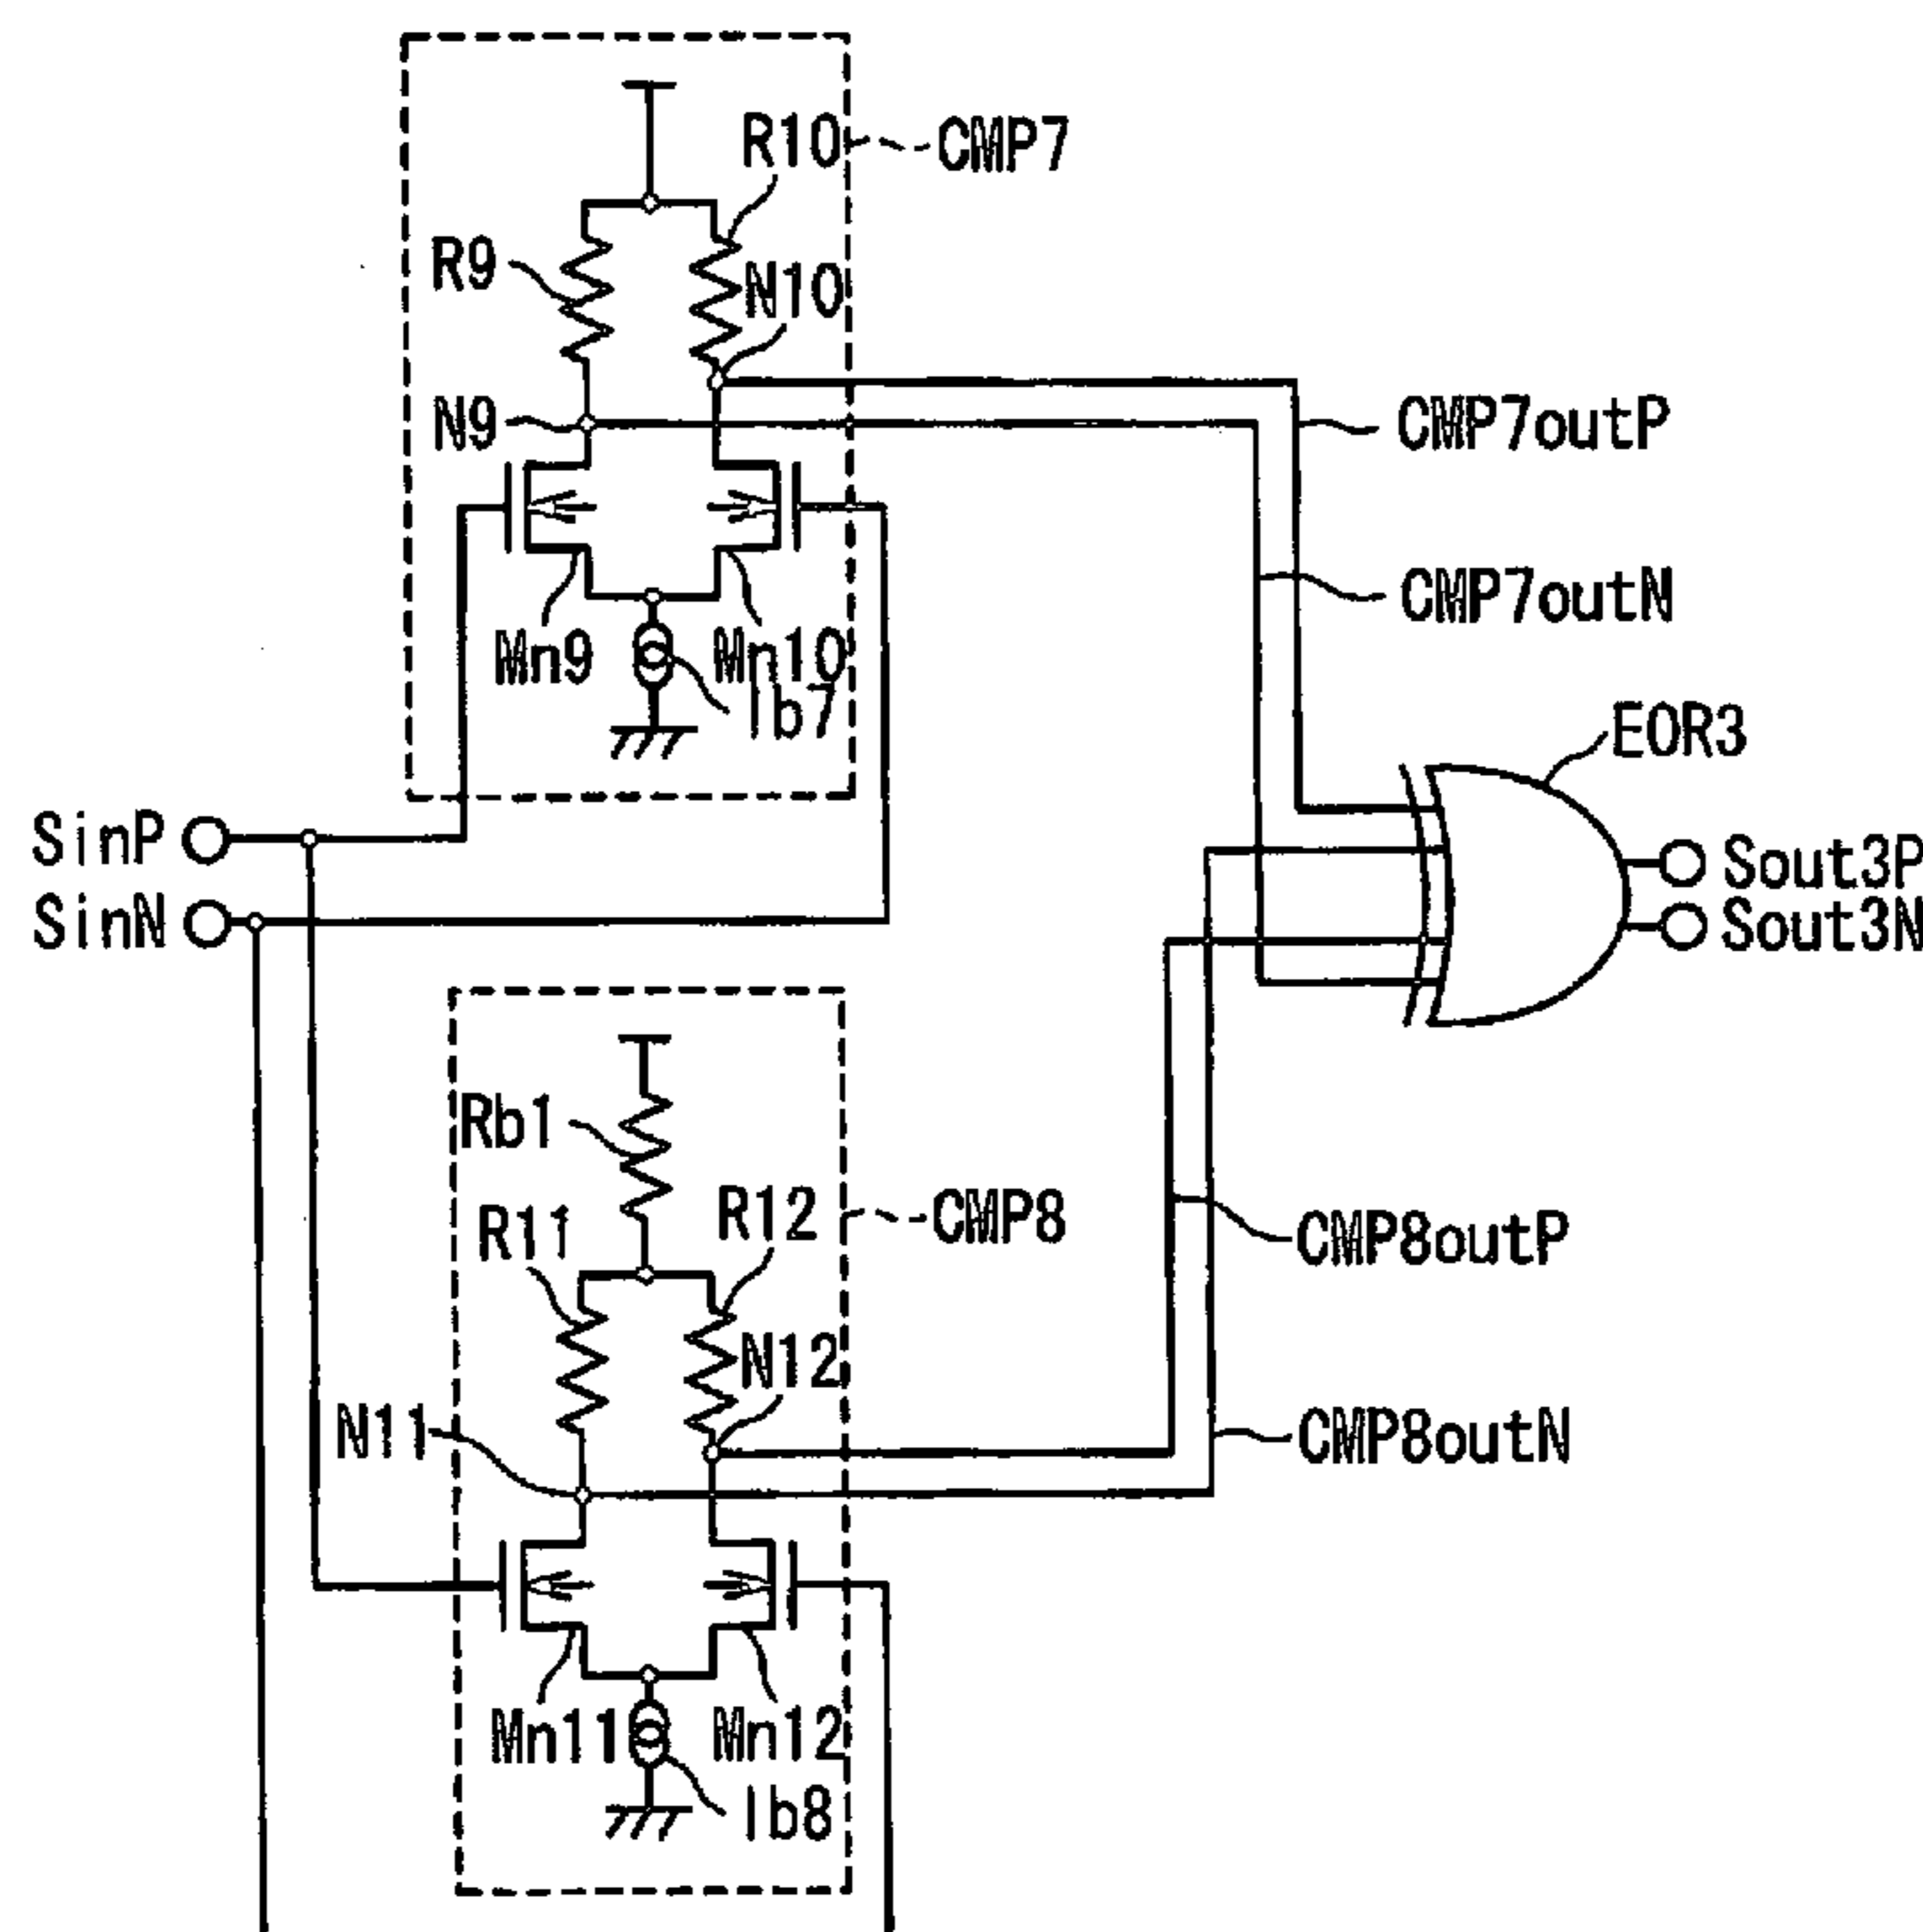 R10
CMP7
R9
N10
N9
CMP7outP
CMP7outN
Mn9
Mn10
Ib7
EOR3
SinP
SinN
Sout3P
Sout3N
Rb1
R11
R12
CMP8
CMP8outP
N12
N11
CMP8outN
Mn11
Mn12
Ib8